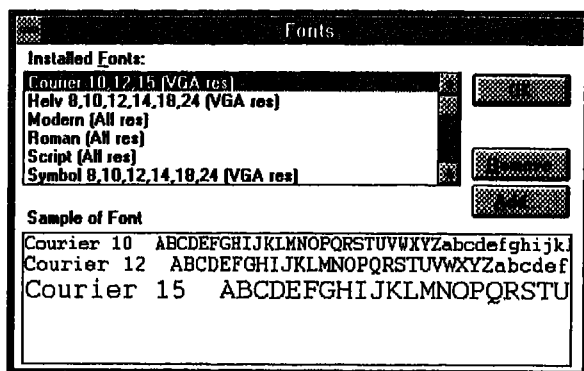 Fonts
Installed Fonts:
Courier 10,12,15 (VGA res)
Helv 8,10,12,14,18,24 (VGA res)
Modern (All res)
Roman (All res)
Script (All res)
Symbol 8,10,12,14,18,24 (VGA res)
OK
Add...
Sample of Font
Courier 10 ABCDEFGHIJKLMNOPQRSTUVWXYZabcdefghijk
Courier 12 ABCDEFGHIJKLMNOPQRSTUVWXYZabcdef
Courier 15 ABCDEFGHIJKLMNOPQRSTU